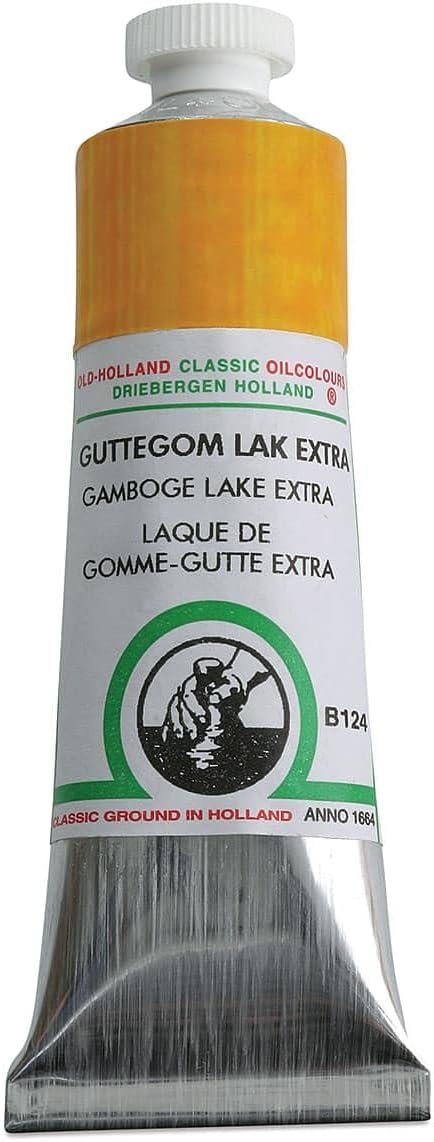 OLD-HOLLAND CLASSIC OILCOLOURS
DRIEBERGEN HOLLAND ®
GUTTEGOM LAK EXTRA
GAMBOGE LAKE EXTRA
LAQUE DE
GOMME-GUTTE EXTRA
B124
CLASSIC GROUND IN HOLLAND ANNO 1664